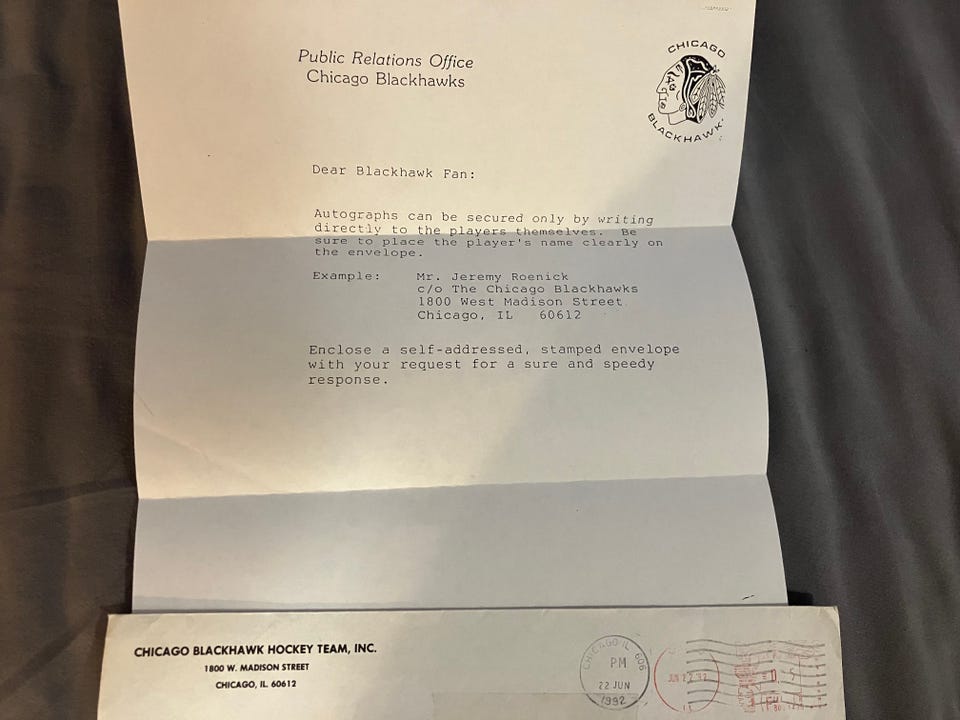 Public Relations Office
Chicago Blackhawks
CHICAGO
BLACKHAWKS
Dear Blackhawk Fan:
Autographs can be secured only by writing
directly to the players themselves. Be
sure to place the player's name clearly on
the envelope.
Example: Mr. Jeremy Roenick
c/o The Chicago Blackhawks
1800 West Madison Street
Chicago, IL 60612
Enclose a self-addressed, stamped envelope
with your request for a sure and speedy
response.
CHICAGO BLACKHAWK HOCKEY TEAM, INC.
1800 W. MADISON STREET
CHICAGO, IL 60612
CHICAGO IL 606
PM
22 JUN
1992
JUN 22 '92